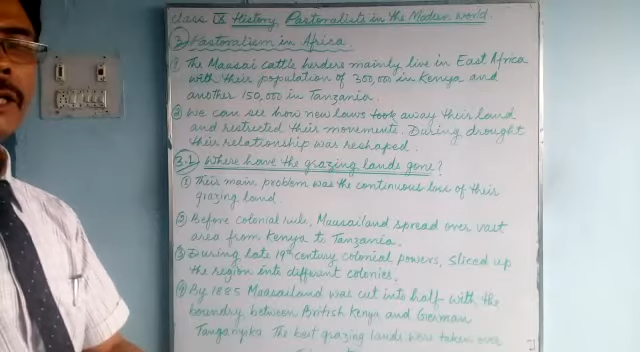 Class IX History, Pastoralists in the Modern world.
③ Pastoralism in Africa.
① The Maasai cattle herders mainly live in East Africa
with their population of 300,000 in Kenya and
another 150,000 in Tanzania.
② We can see how new laws took away their land
and restricted their movements. During drought
their relationship was reshaped.
3.1 Where have the grazing lands gone?
① Their main problem was the continuous loss of their
grazing land.
② Before colonial rule, Maasailand spread over vast
area from Kenya to Tanzania.
③ During late 19th century colonial powers, sliced up
the region into different colonies.
④ By 1885 Maasailand was cut into half with the
boundry between British Kenya and German
Tanganyika The best grazing lands were taken over